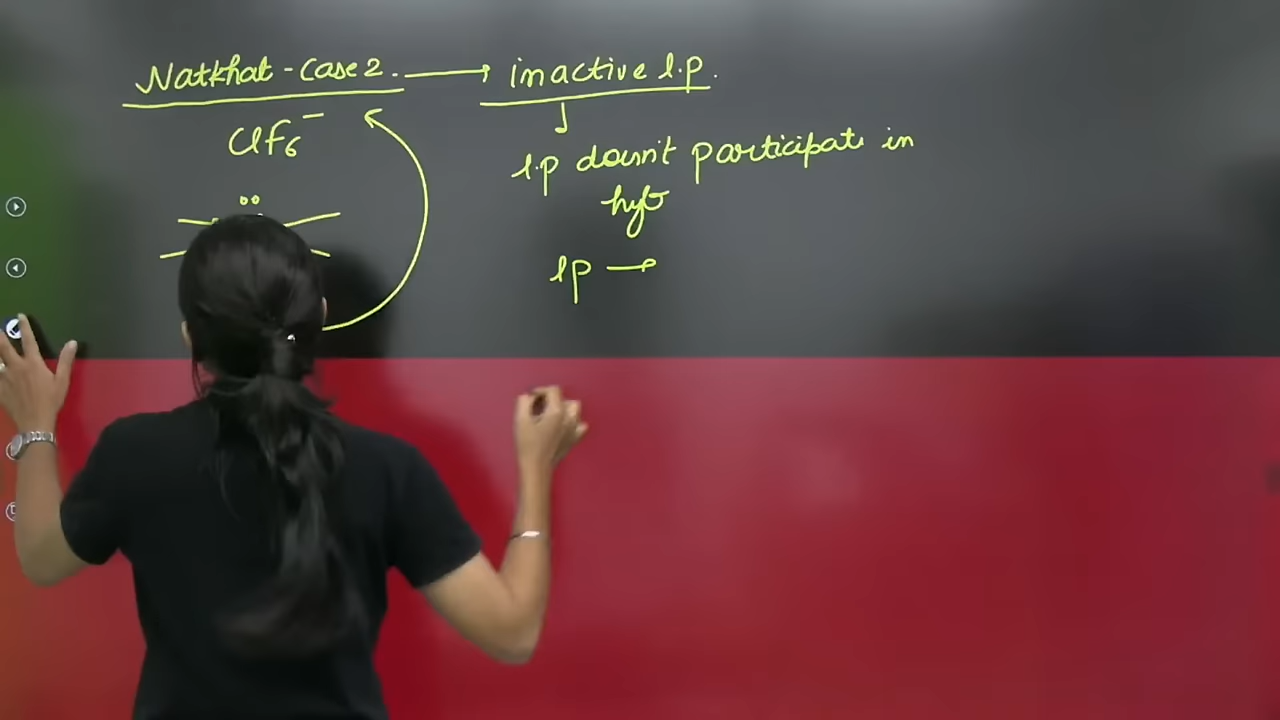 Natkhat - Case 2. → inactive l.p.
ClF6⁻
l.p doesn't participate in
hyb
lp →